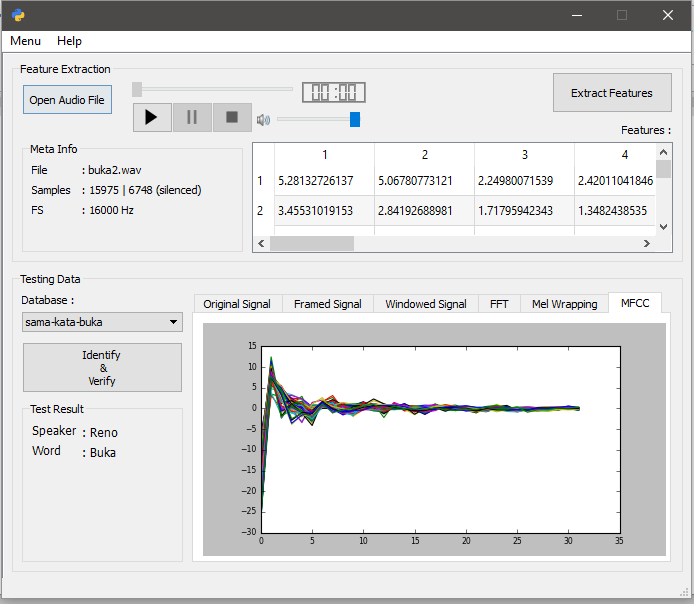 Menu Help
Feature Extraction
Open Audio File
00:00
Extract Features
Features :
Meta Info
File : buka2.wav
Samples : 15975 | 6748 (silenced)
FS : 16000 Hz
1 2 3 4
1 5.28132726137 5.06780773121 2.24980071539 2.42011041846
2 3.45531019153 2.84192688981 1.71795942343 1.3482438535
Testing Data
Database :
sama-kata-buka
Identify
&
Verify
Test Result
Speaker : Reno
Word : Buka
Original Signal Framed Signal Windowed Signal FFT Mel Wrapping MFCC
15
10
5
0
−5
−10
−15
−20
−25
−30
0 5 10 15 20 25 30 35